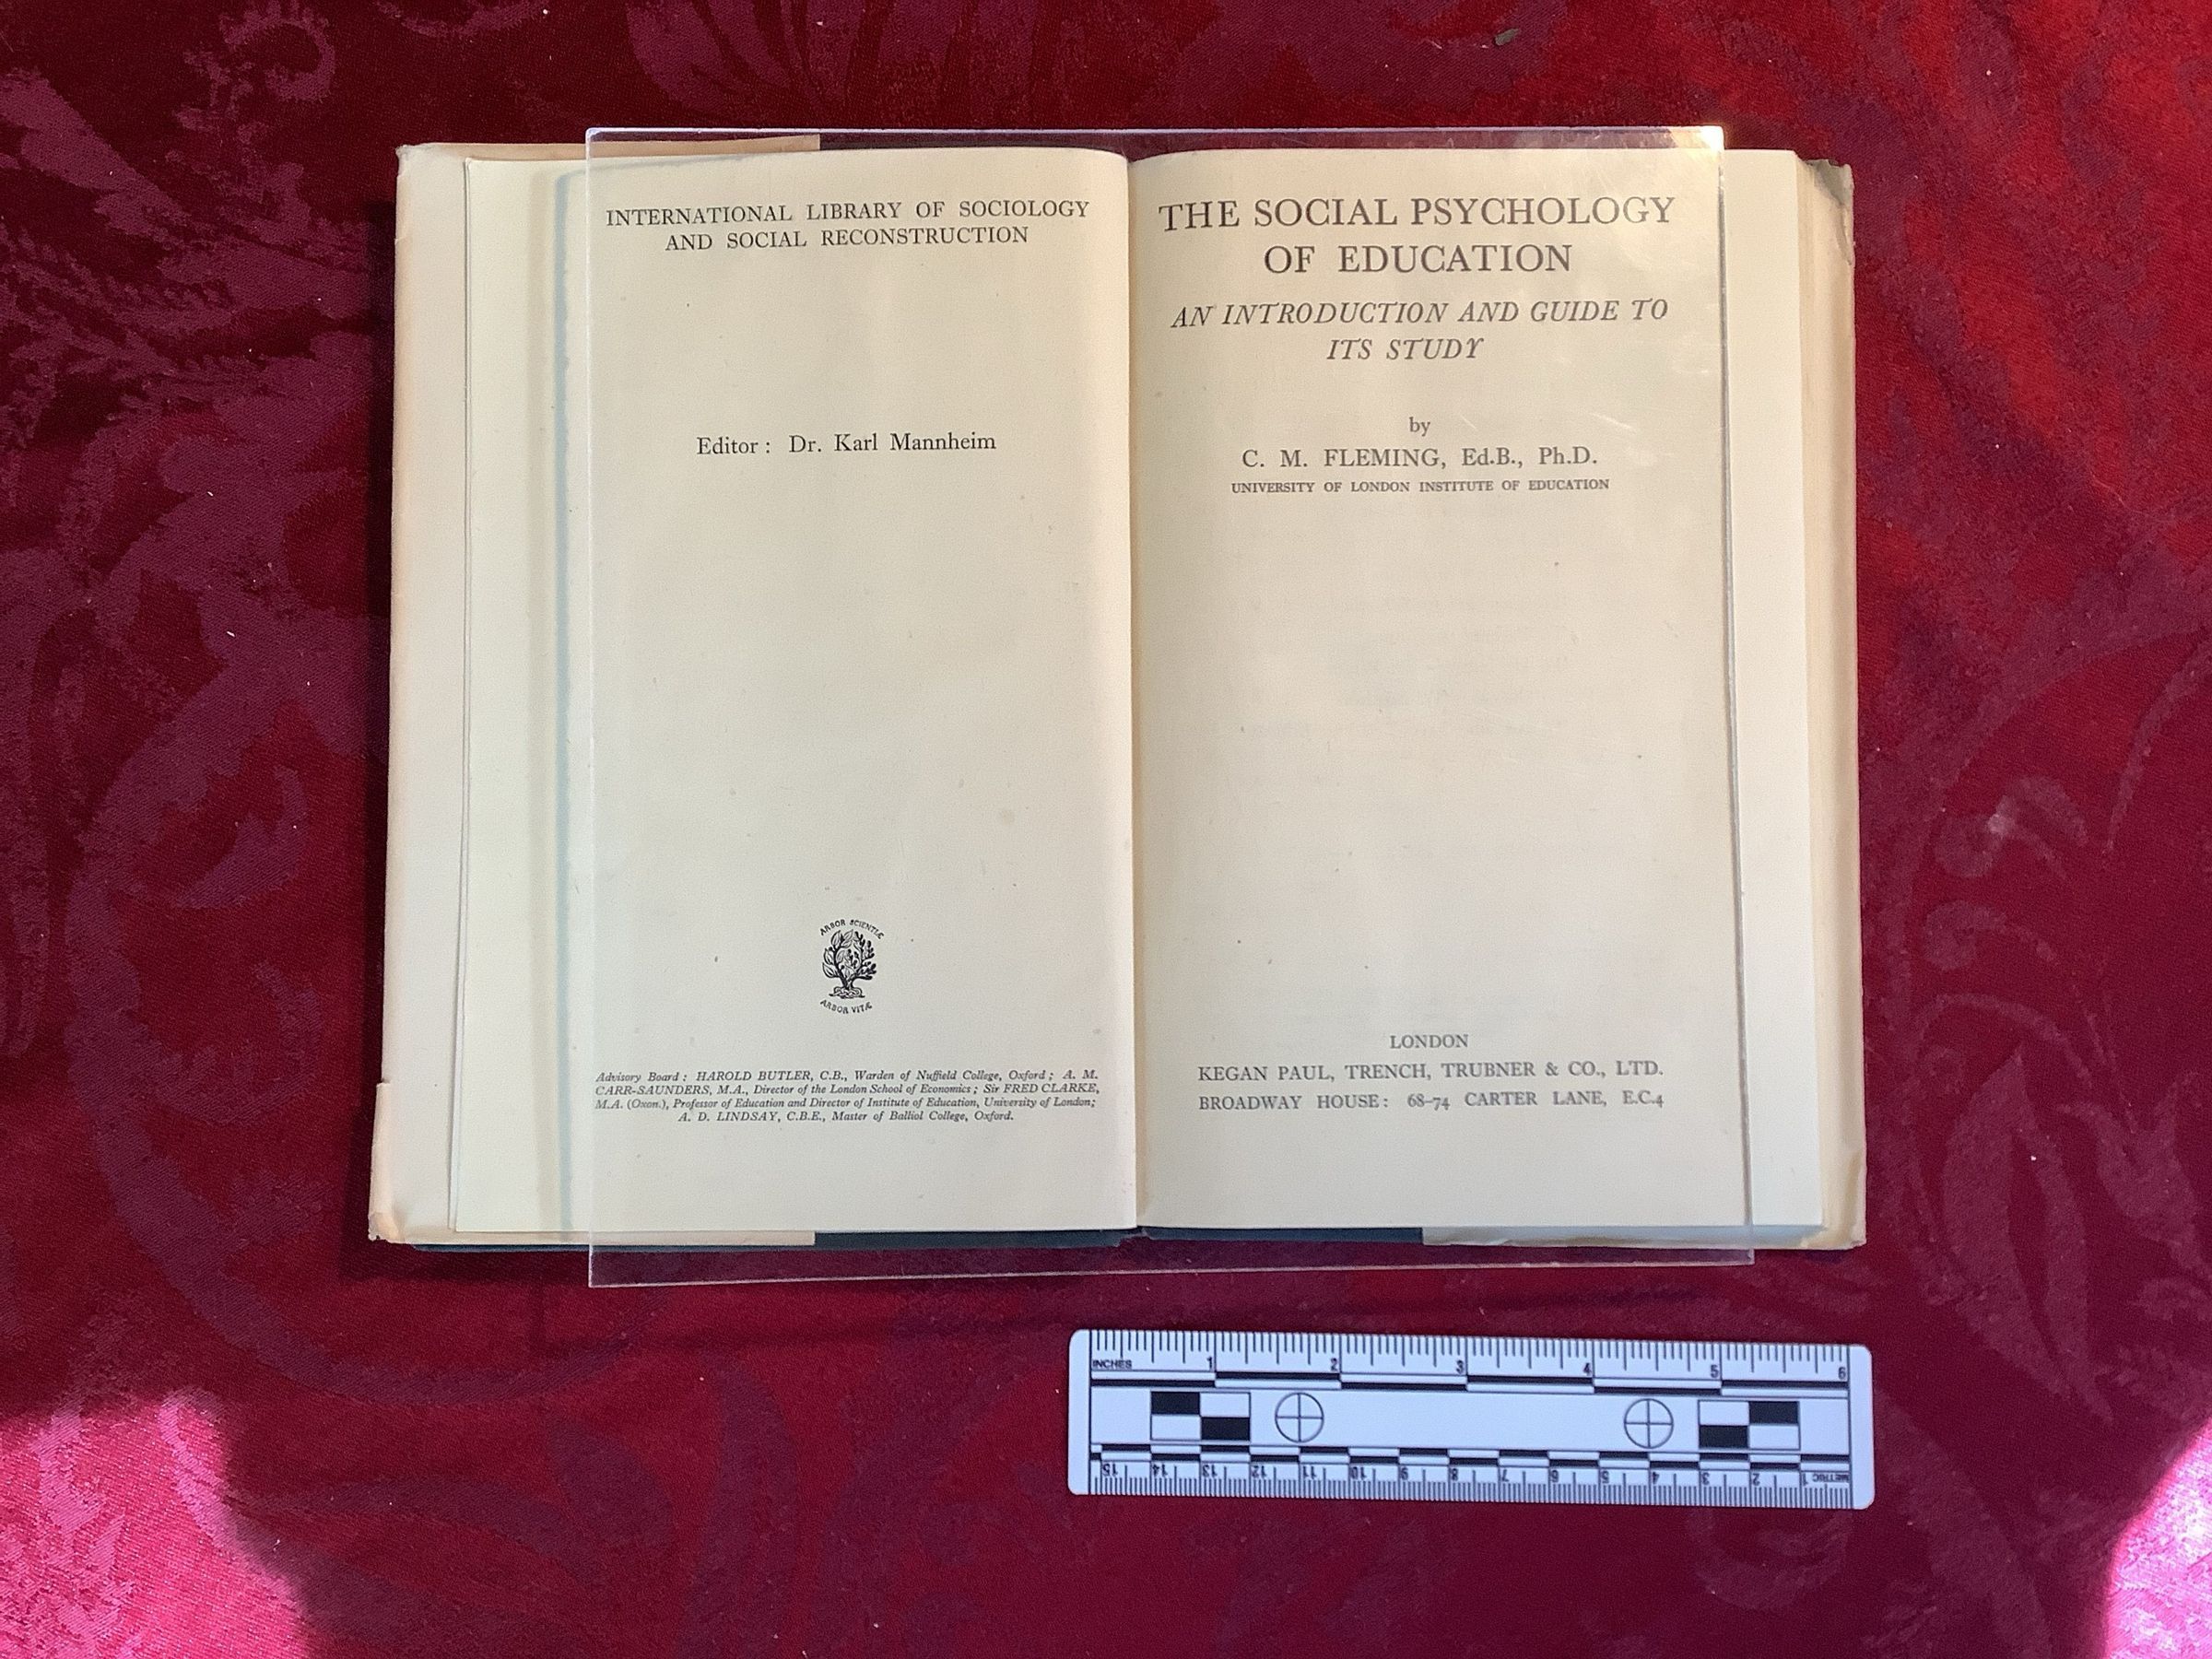 INTERNATIONAL LIBRARY OF SOCIOLOGY
AND SOCIAL RECONSTRUCTION
Editor : Dr. Karl Mannheim
ARBOR SCIENTIÆ
ARBOR VITÆ
Advisory Board : HAROLD BUTLER, C.B., Warden of Nuffield College, Oxford ; A. M.
CARR-SAUNDERS, M.A., Director of the London School of Economics ; Sir FRED CLARKE,
M.A. (Oxon.), Professor of Education and Director of Institute of Education, University of London ;
A. D. LINDSAY, C.B.E., Master of Balliol College, Oxford.
THE SOCIAL PSYCHOLOGY
OF EDUCATION
AN INTRODUCTION AND GUIDE TO
ITS STUDY
by
C. M. FLEMING, Ed.B., Ph.D.
UNIVERSITY OF LONDON INSTITUTE OF EDUCATION
LONDON
KEGAN PAUL, TRENCH, TRUBNER & CO., LTD.
BROADWAY HOUSE : 68–74 CARTER LANE, E.C.4
INCHES 1 2 3 4 5 6
METRIC 1 2 3 4 5 6 7 8 9 10 11 12 13 14 15